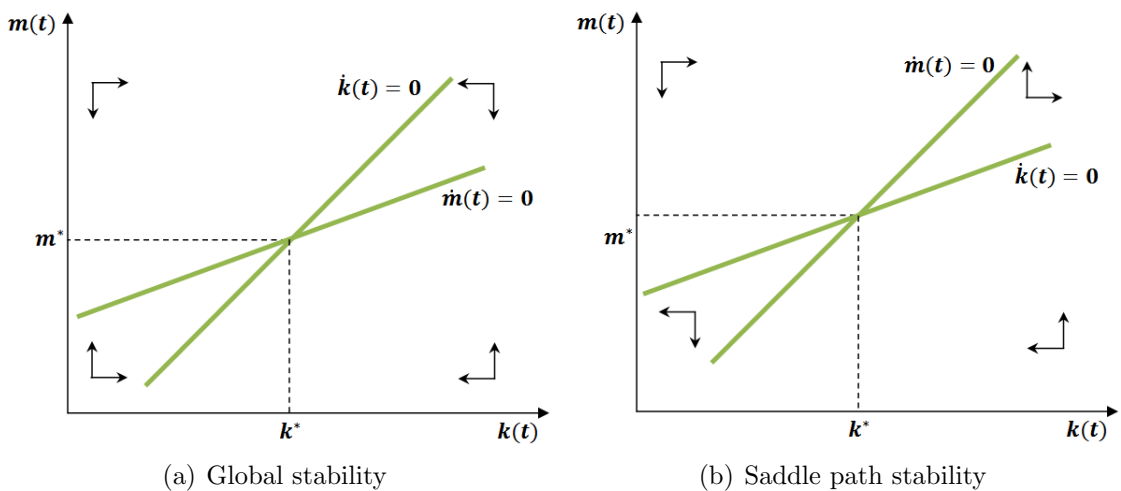 m(t)
k̇(t) = 0
ṁ(t) = 0
m*
k*
k(t)
(a) Global stability
m(t)
ṁ(t) = 0
k̇(t) = 0
m*
k*
k(t)
(b) Saddle path stability